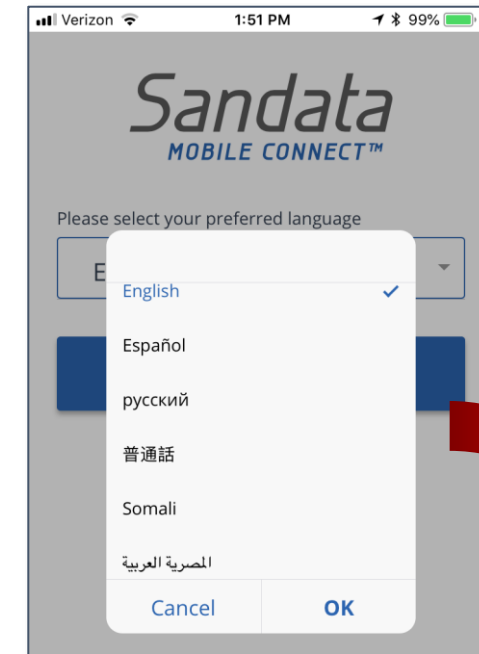 Verizon 1:51 PM 99%
Sandata
MOBILE CONNECT™
Please select your preferred language
E
English
Español
русский
普通話
Somali
المصرية العربية
Cancel OK